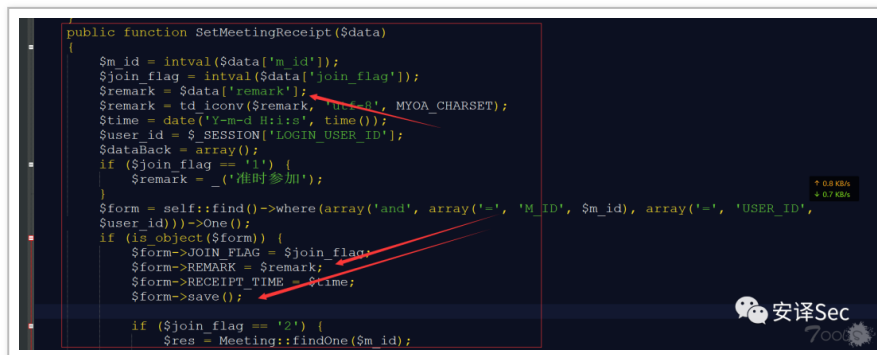 public function SetMeetingReceipt($data)
{
$m_id = intval($data['m_id']);
$join_flag = intval($data['join_flag']);
$remark = $data['remark'];
$remark = td_iconv($remark, 'utf-8', MYOA_CHARSET);
$time = date('Y-m-d H:i:s', time());
$user_id = $_SESSION['LOGIN_USER_ID'];
$dataBack = array();
if ($join_flag == '1') {
$remark = _('准时参加');
}
$form = self::find()->where(array('and', array('=', 'M_ID', $m_id), array('=', 'USER_ID',
$user_id)))->One();
if (is_object($form)) {
$form->JOIN_FLAG = $join_flag;
$form->REMARK = $remark;
$form->RECEIPT_TIME = $time;
$form->save();
if ($join_flag == '2') {
$res = Meeting::findOne($m_id);
↑ 0.8 KB/s
↓ 0.7 KB/s
安译Sec